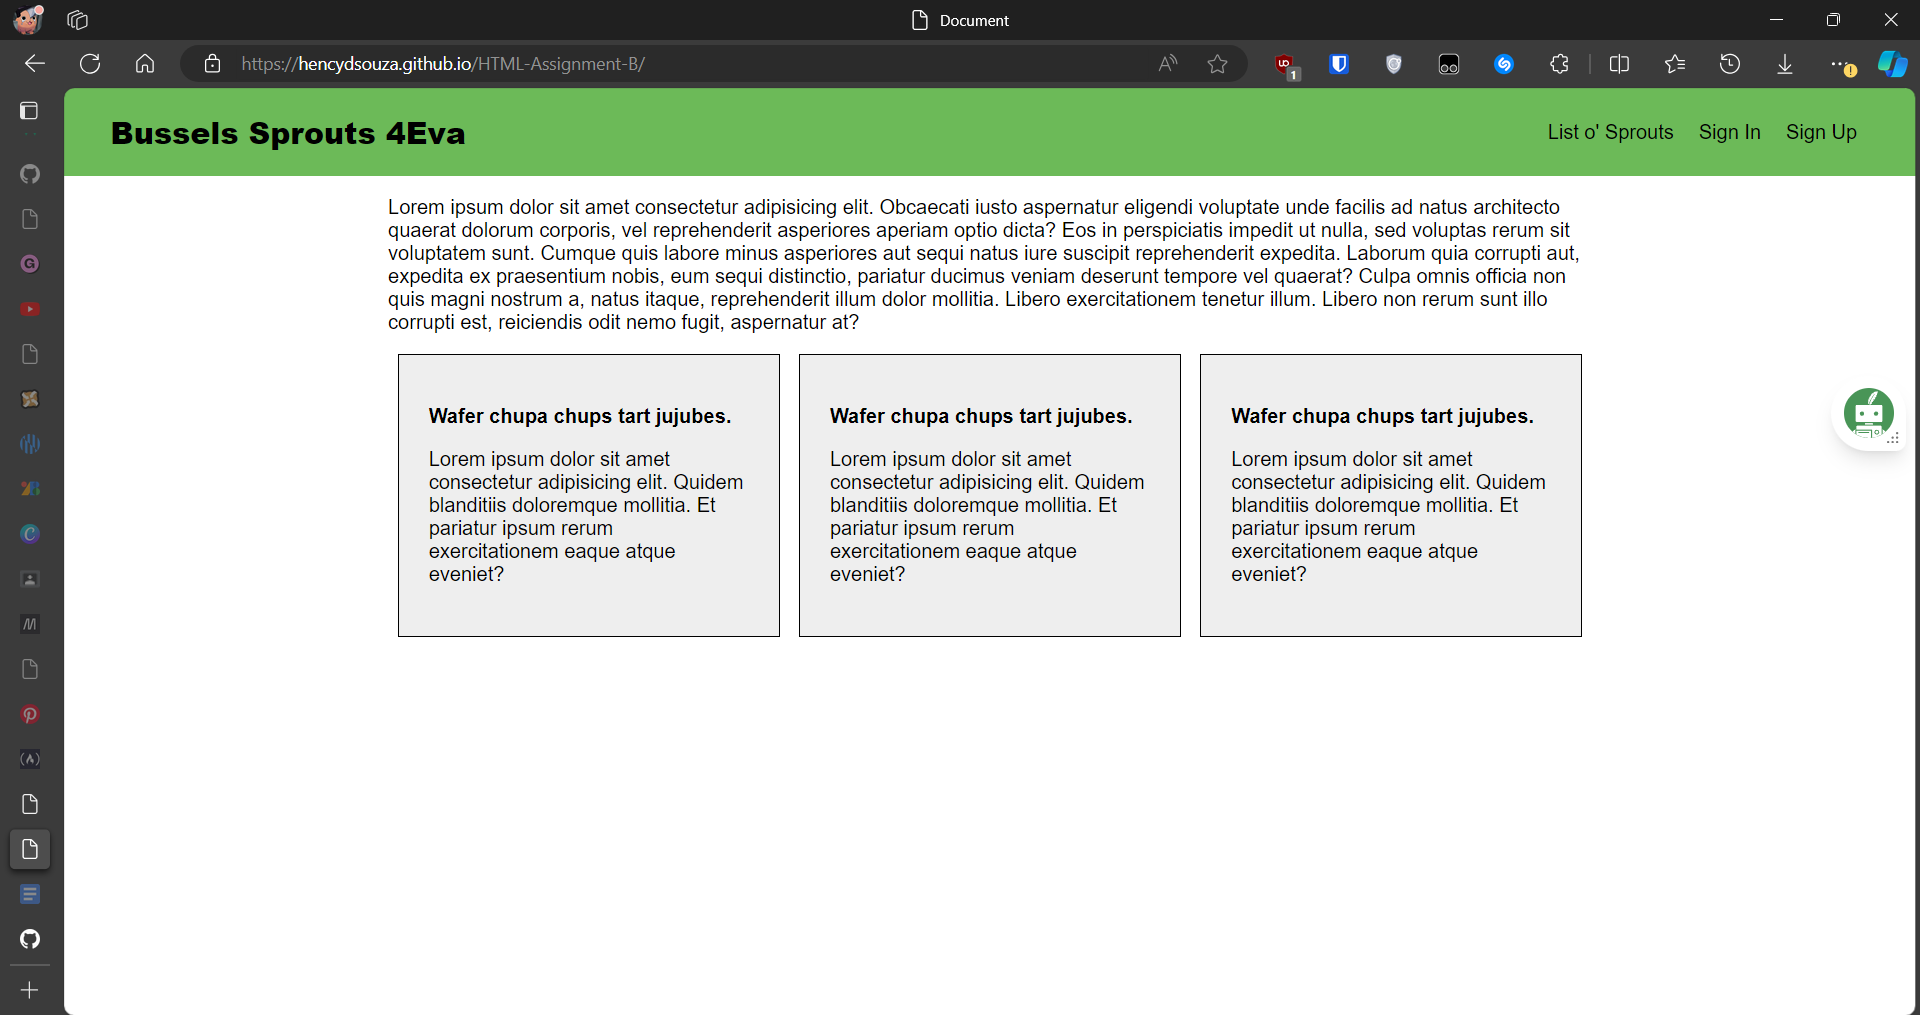 Document
https://hencydsouza.github.io/HTML-Assignment-B/
1
Bussels Sprouts 4Eva
List o' Sprouts Sign In Sign Up
Lorem ipsum dolor sit amet consectetur adipisicing elit. Obcaecati iusto aspernatur eligendi voluptate unde facilis ad natus architecto
quaerat dolorum corporis, vel reprehenderit asperiores aperiam optio dicta? Eos in perspiciatis impedit ut nulla, sed voluptas rerum sit
voluptatem sunt. Cumque quis labore minus asperiores aut sequi natus iure suscipit reprehenderit expedita. Laborum quia corrupti aut,
expedita ex praesentium nobis, eum sequi distinctio, pariatur ducimus veniam deserunt tempore vel quaerat? Culpa omnis officia non
quis magni nostrum a, natus itaque, reprehenderit illum dolor mollitia. Libero exercitationem tenetur illum. Libero non rerum sunt illo
corrupti est, reiciendis odit nemo fugit, aspernatur at?
Wafer chupa chups tart jujubes.
Lorem ipsum dolor sit amet
consectetur adipisicing elit. Quidem
blanditiis doloremque mollitia. Et
pariatur ipsum rerum
exercitationem eaque atque
eveniet?
Wafer chupa chups tart jujubes.
Lorem ipsum dolor sit amet
consectetur adipisicing elit. Quidem
blanditiis doloremque mollitia. Et
pariatur ipsum rerum
exercitationem eaque atque
eveniet?
Wafer chupa chups tart jujubes.
Lorem ipsum dolor sit amet
consectetur adipisicing elit. Quidem
blanditiis doloremque mollitia. Et
pariatur ipsum rerum
exercitationem eaque atque
eveniet?